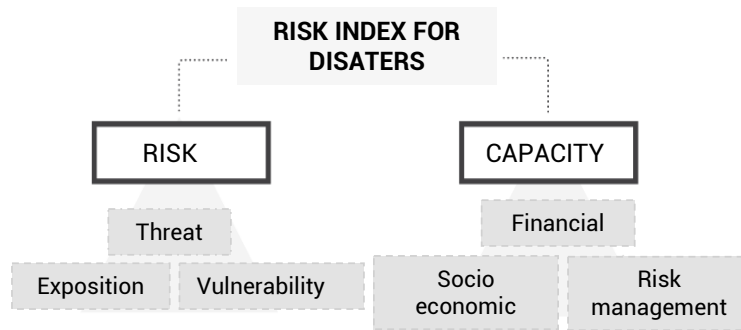 RISK INDEX FOR
DISATERS
RISK
CAPACITY
Threat
Financial
Exposition
Vulnerability
Socio
economic
Risk
management